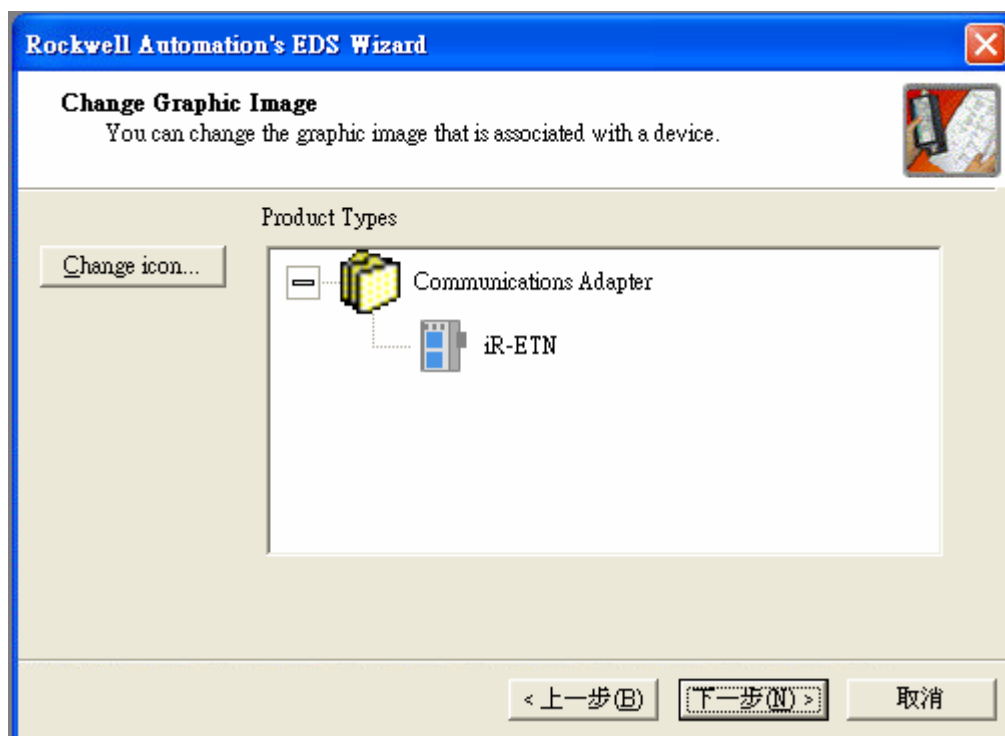 Rockwell Automation's EDS Wizard
Change Graphic Image
You can change the graphic image that is associated with a device.
Product Types
Change icon...
Communications Adapter
iR-ETN
<上一步(B) 下一步(N)> 取消